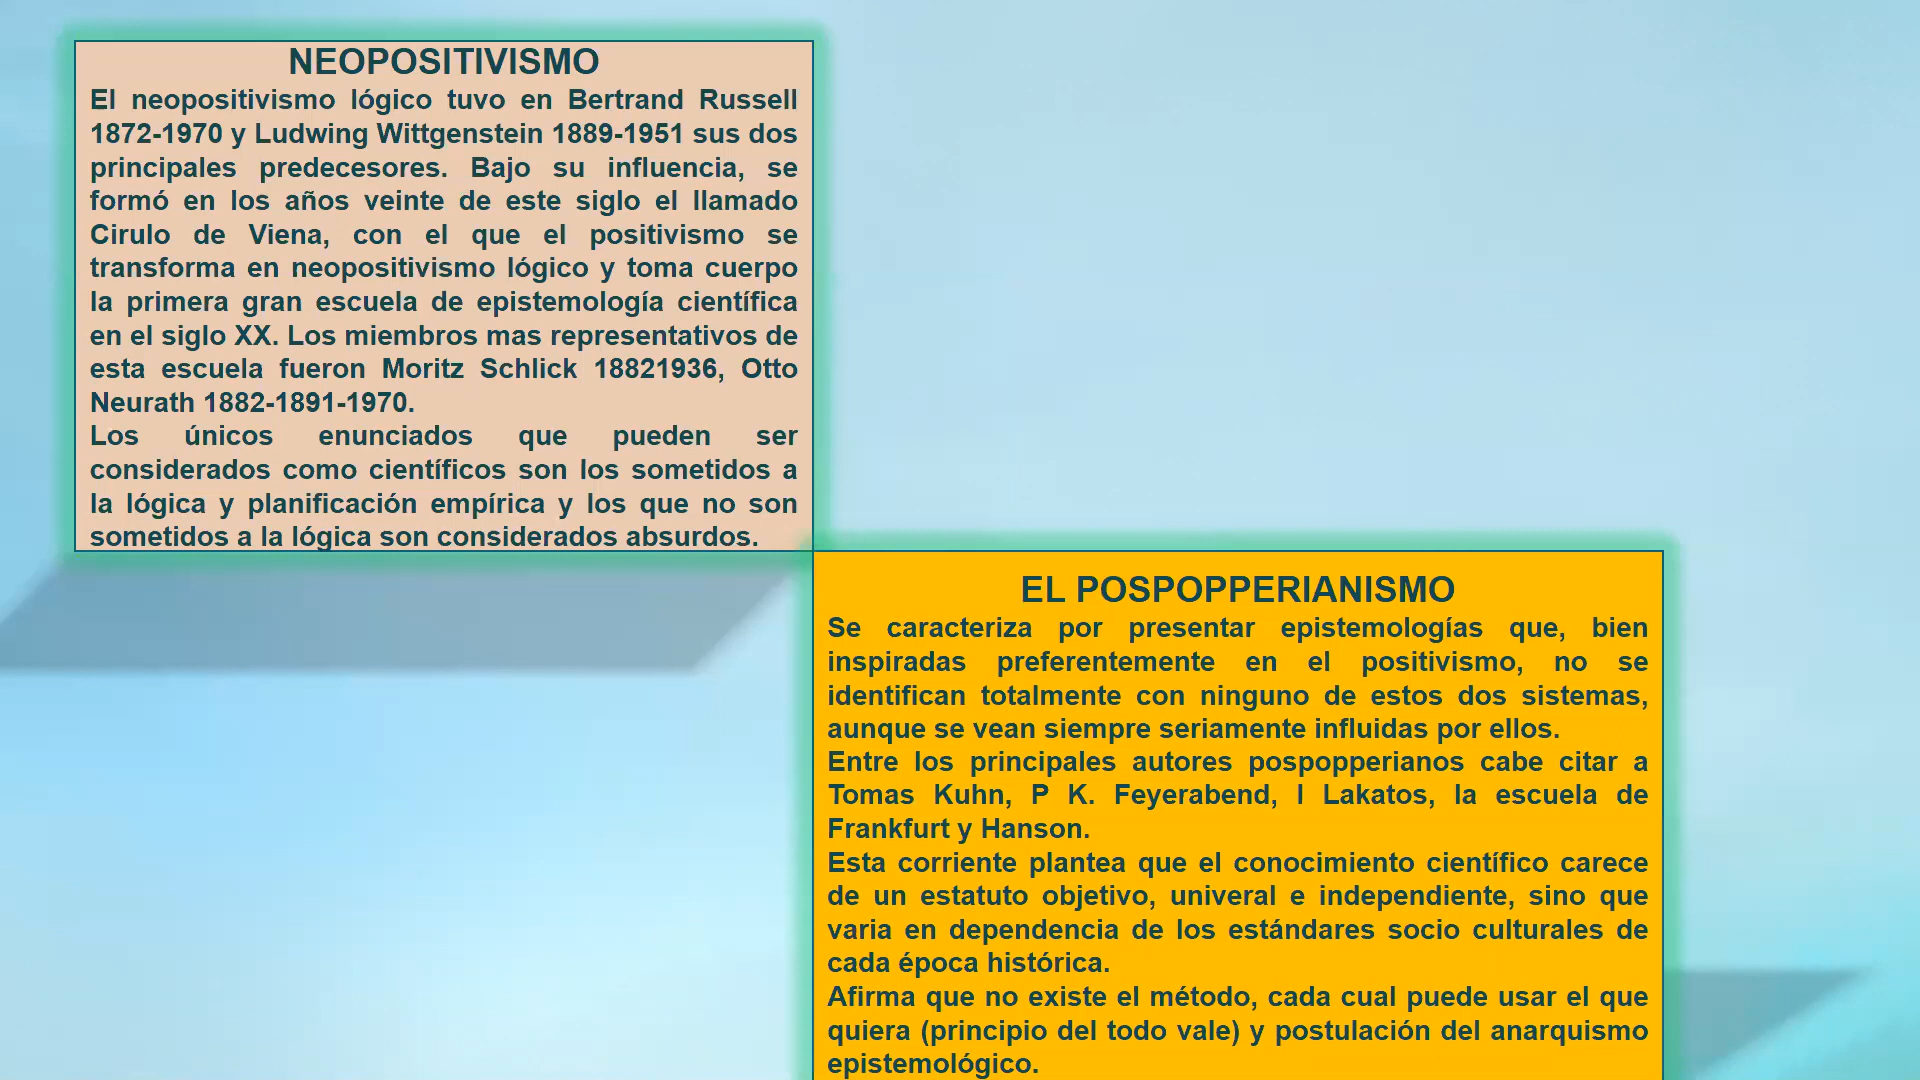 NEOPOSITIVISMO
El neopositivismo lógico tuvo en Bertrand Russell
1872-1970 y Ludwing Wittgenstein 1889-1951 sus dos
principales predecesores. Bajo su influencia, se
formó en los años veinte de este siglo el llamado
Cirulo de Viena, con el que el positivismo se
transforma en neopositivismo lógico y toma cuerpo
la primera gran escuela de epistemología científica
en el siglo XX. Los miembros mas representativos de
esta escuela fueron Moritz Schlick 18821936, Otto
Neurath 1882-1891-1970.
Los únicos enunciados que pueden ser
considerados como científicos son los sometidos a
la lógica y planificación empírica y los que no son
sometidos a la lógica son considerados absurdos.
EL POSPOPPERIANISMO
Se caracteriza por presentar epistemologías que, bien
inspiradas preferentemente en el positivismo, no se
identifican totalmente con ninguno de estos dos sistemas,
aunque se vean siempre seriamente influidas por ellos.
Entre los principales autores pospopperianos cabe citar a
Tomas Kuhn, P K. Feyerabend, I Lakatos, la escuela de
Frankfurt y Hanson.
Esta corriente plantea que el conocimiento científico carece
de un estatuto objetivo, univeral e independiente, sino que
varia en dependencia de los estándares socio culturales de
cada época histórica.
Afirma que no existe el método, cada cual puede usar el que
quiera (principio del todo vale) y postulación del anarquismo
epistemológico.